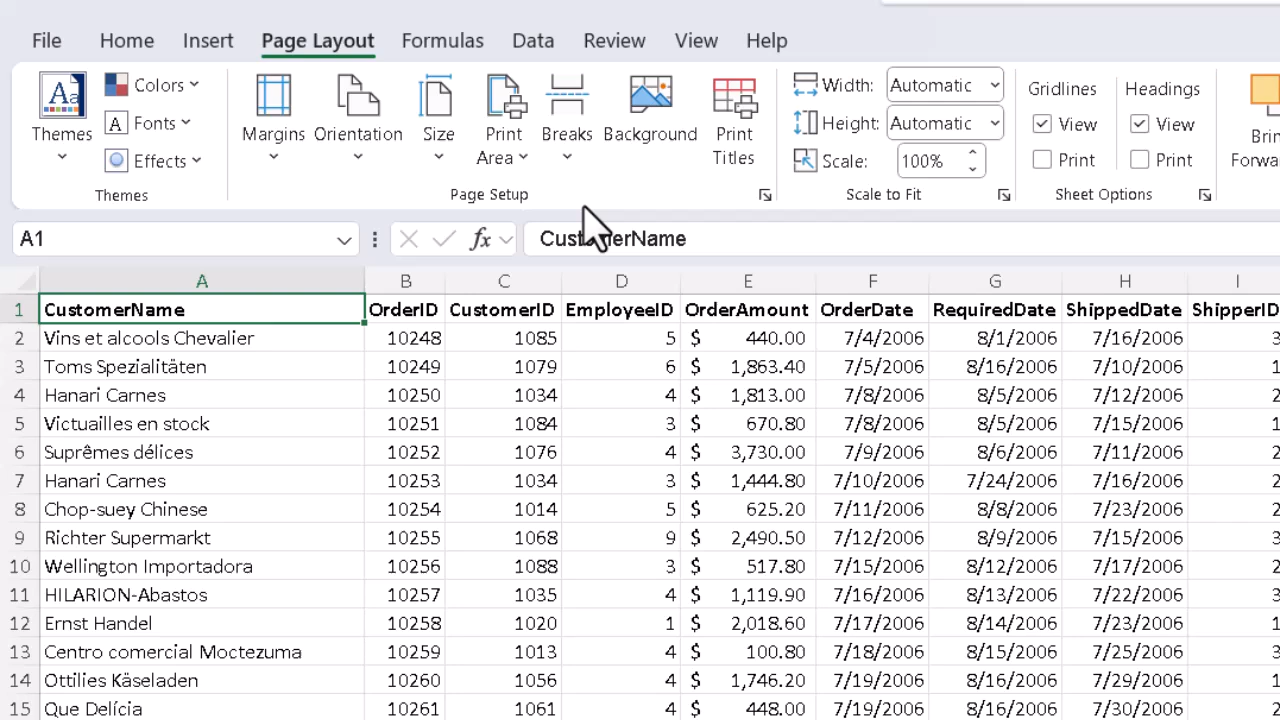 File Home Insert Page Layout Formulas Data Review View Help
Themes Colors Fonts Effects Themes
Margins Orientation Size Print Area Breaks Background Print Titles Page Setup
Width: Automatic Height: Automatic Scale: 100% Scale to Fit
Gridlines View Print Headings View Print Sheet Options
A1 fx
A B C D E F G H I
1 CustomerName OrderID CustomerID EmployeeID OrderAmount OrderDate RequiredDate ShippedDate ShipperID
2 Vins et alcools Chevalier 10248 1085 5 $ 440.00 7/4/2006 8/1/2006 7/16/2006 3
3 Toms Spezialitäten 10249 1079 6 $ 1,863.40 7/5/2006 8/16/2006 7/10/2006 1
4 Hanari Carnes 10250 1034 4 $ 1,813.00 7/8/2006 8/5/2006 7/12/2006 2
5 Victuailles en stock 10251 1084 3 $ 670.80 7/8/2006 8/5/2006 7/15/2006 1
6 Suprêmes délices 10252 1076 4 $ 3,730.00 7/9/2006 8/6/2006 7/11/2006 2
7 Hanari Carnes 10253 1034 3 $ 1,444.80 7/10/2006 7/24/2006 7/16/2006 2
8 Chop-suey Chinese 10254 1014 5 $ 625.20 7/11/2006 8/8/2006 7/23/2006 2
9 Richter Supermarkt 10255 1068 9 $ 2,490.50 7/12/2006 8/9/2006 7/15/2006 3
10 Wellington Importadora 10256 1088 3 $ 517.80 7/15/2006 8/12/2006 7/17/2006 2
11 HILARION-Abastos 10257 1035 4 $ 1,119.90 7/16/2006 8/13/2006 7/22/2006 3
12 Ernst Handel 10258 1020 1 $ 2,018.60 7/17/2006 8/14/2006 7/23/2006 1
13 Centro comercial Moctezuma 10259 1013 4 $ 100.80 7/18/2006 8/15/2006 7/25/2006 3
14 Ottilies Käseladen 10260 1056 4 $ 1,746.20 7/19/2006 8/16/2006 7/29/2006 1
15 Que Delícia 10261 1061 4 $ 448.00 7/19/2006 8/16/2006 7/30/2006 2